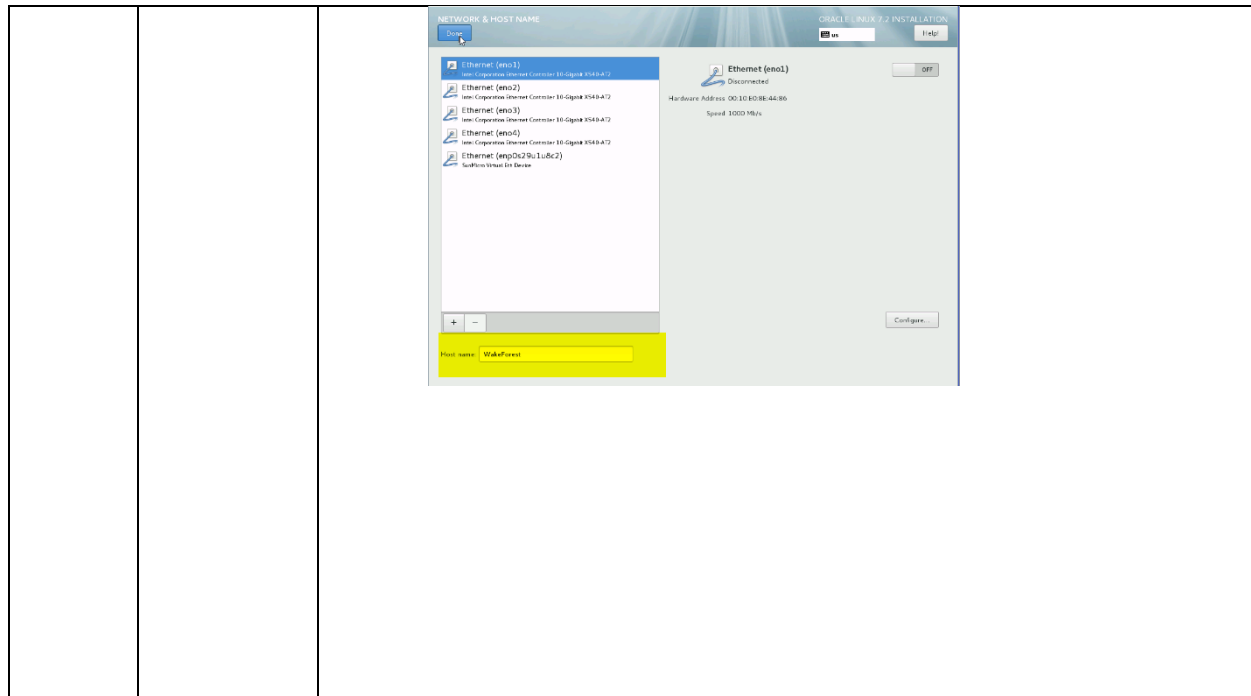 NETWORK & HOST NAME
ORACLE LINUX 7.2 INSTALLATION
Done
us
Help!
Ethernet (eno1)
Intel Corporation Ethernet Controller 10-Gigabit X540-AT2
Ethernet (eno2)
Intel Corporation Ethernet Controller 10-Gigabit X540-AT2
Ethernet (eno3)
Intel Corporation Ethernet Controller 10-Gigabit X540-AT2
Ethernet (eno4)
Intel Corporation Ethernet Controller 10-Gigabit X540-AT2
Ethernet (enp0s29u1u8c2)
SunMicro Virtual Eth Device
+
-
Host name:
WakeForest
Ethernet (eno1)
Disconnected
OFF
Hardware Address 00:10:E0:8E:44:86
Speed 1000 Mb/s
Configure...